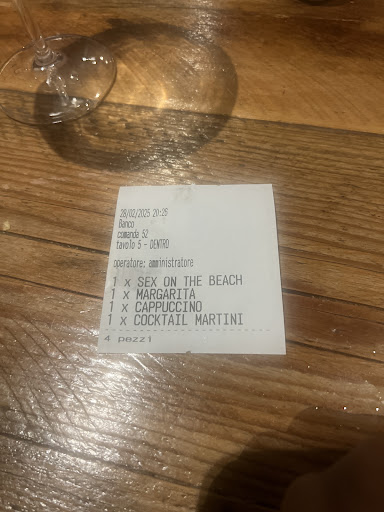 28/02/2025 20:25
Banco
comanda 52
tavolo 5 - DENTRO
operatore: amministratore
1 x SEX ON THE BEACH
1 x MARGARITA
1 x CAPPUCCINO
1 x COCKTAIL MARTINI
4 pezzi